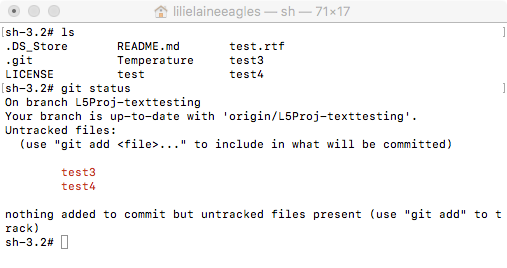 lilielaineeagles — sh — 71×17
[sh-3.2# ls                                                              ]
.DS_Store       README.md       test.rtf
.git            Temperature     test3
LICENSE         test            test4
[sh-3.2# git status                                                      ]
On branch L5Proj-texttesting
Your branch is up-to-date with 'origin/L5Proj-texttesting'.
Untracked files:
  (use "git add <file>..." to include in what will be committed)
        test3
        test4
nothing added to commit but untracked files present (use "git add" to t
rack)
sh-3.2#